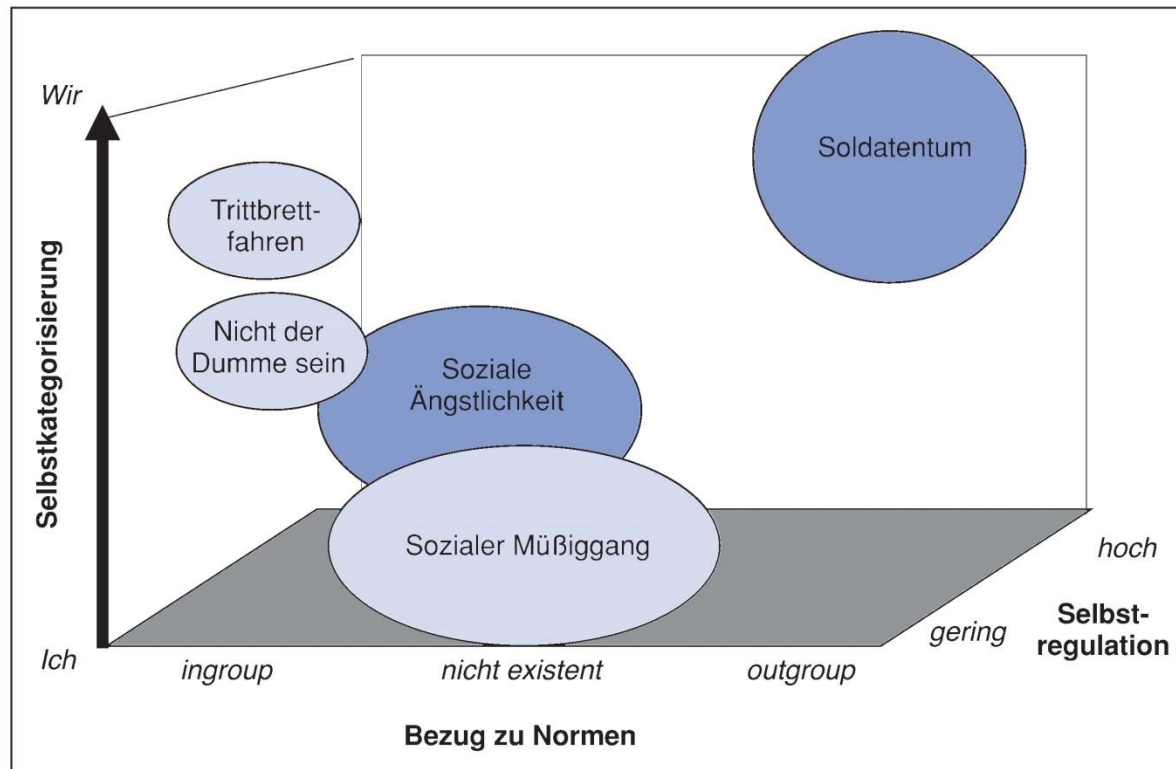 Wir
Soldatentum
Trittbrett-
fahren
Nicht der
Dumme sein
Soziale
Ängstlichkeit
Selbstkategorisierung
Sozialer Müßiggang
hoch
gering
Selbst-
regulation
Ich
ingroup
nicht existent
outgroup
Bezug zu Normen